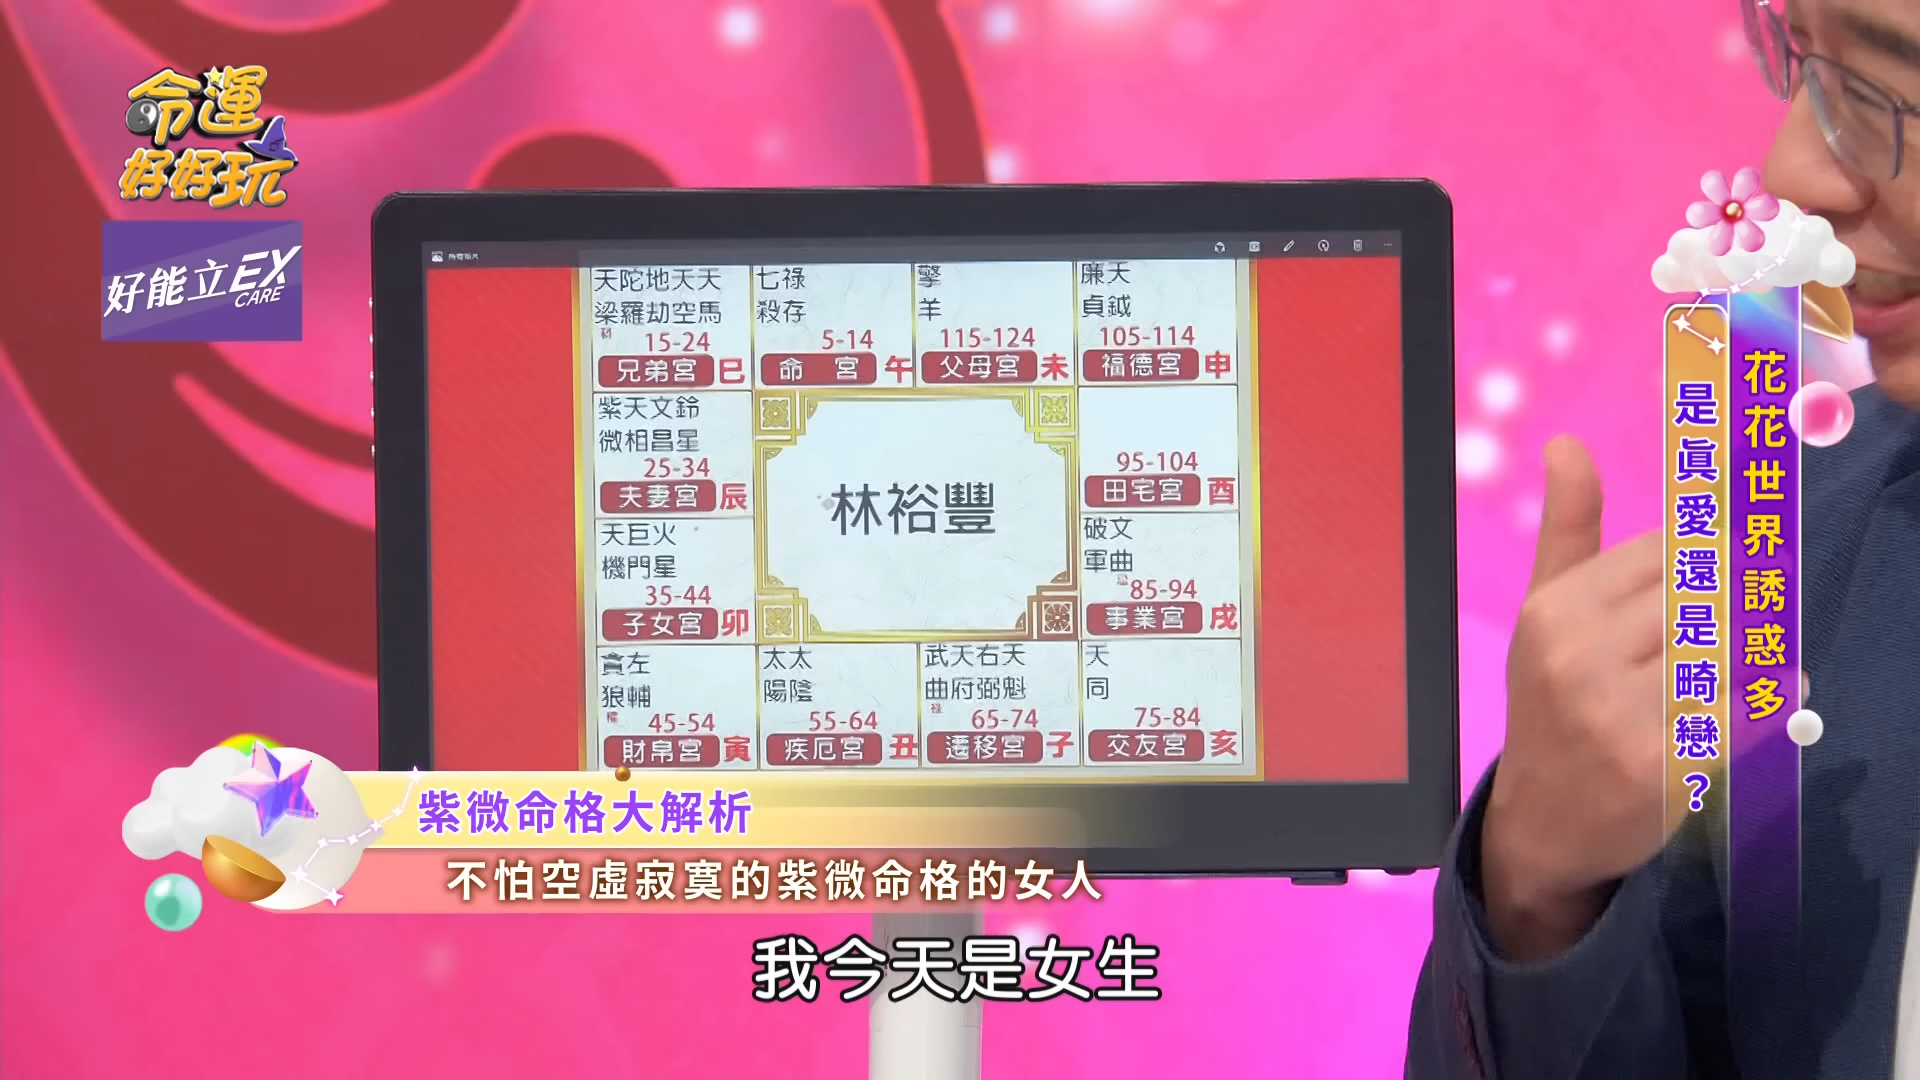 命運
好好玩
好能立EX
CARE
天陀地天天
梁羅劫空馬
科
15-24
兄弟宮 巳
七祿
殺存
5-14
命 宮 午
擎
羊
115-124
父母宮 未
廉天
貞鉞
105-114
福德宮 申
紫天文鈴
微相昌星
25-34
夫妻宮 辰
林裕豐
95-104
田宅宮 酉
天巨火
機門星
35-44
子女宮 卯
破文
軍曲
85-94
事業宮 戌
貪左
狼輔
權
45-54
財帛宮 寅
太太
陽陰
55-64
疾厄宮 丑
武天右天
曲府弼魁
祿
65-74
遷移宮 子
天
同
75-84
交友宮 亥
花花世界誘惑多
是真愛還是畸戀？
紫微命格大解析
不怕空虛寂寞的紫微命格的女人
我今天是女生